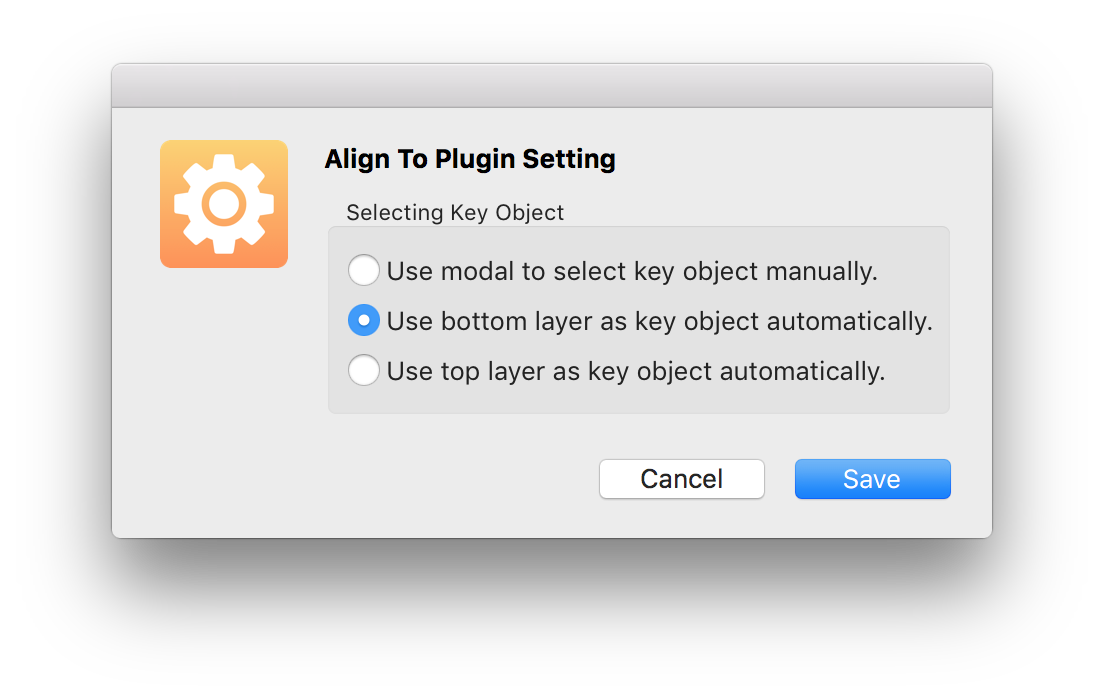 Align To Plugin Setting
Selecting Key Object
Use modal to select key object manually.
Use bottom layer as key object automatically.
Use top layer as key object automatically.
Cancel Save